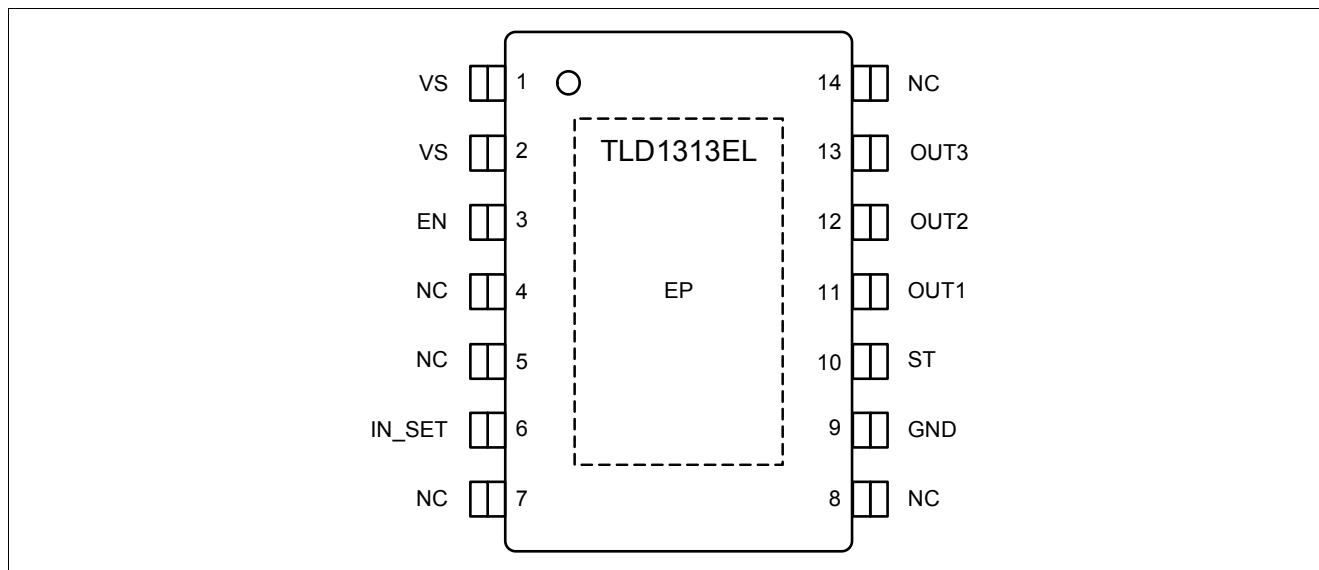 VS 1 14 NC
VS 2 TLD1313EL 13 OUT3
EN 3 12 OUT2
NC 4 EP 11 OUT1
NC 5 10 ST
IN_SET 6 9 GND
NC 7 8 NC